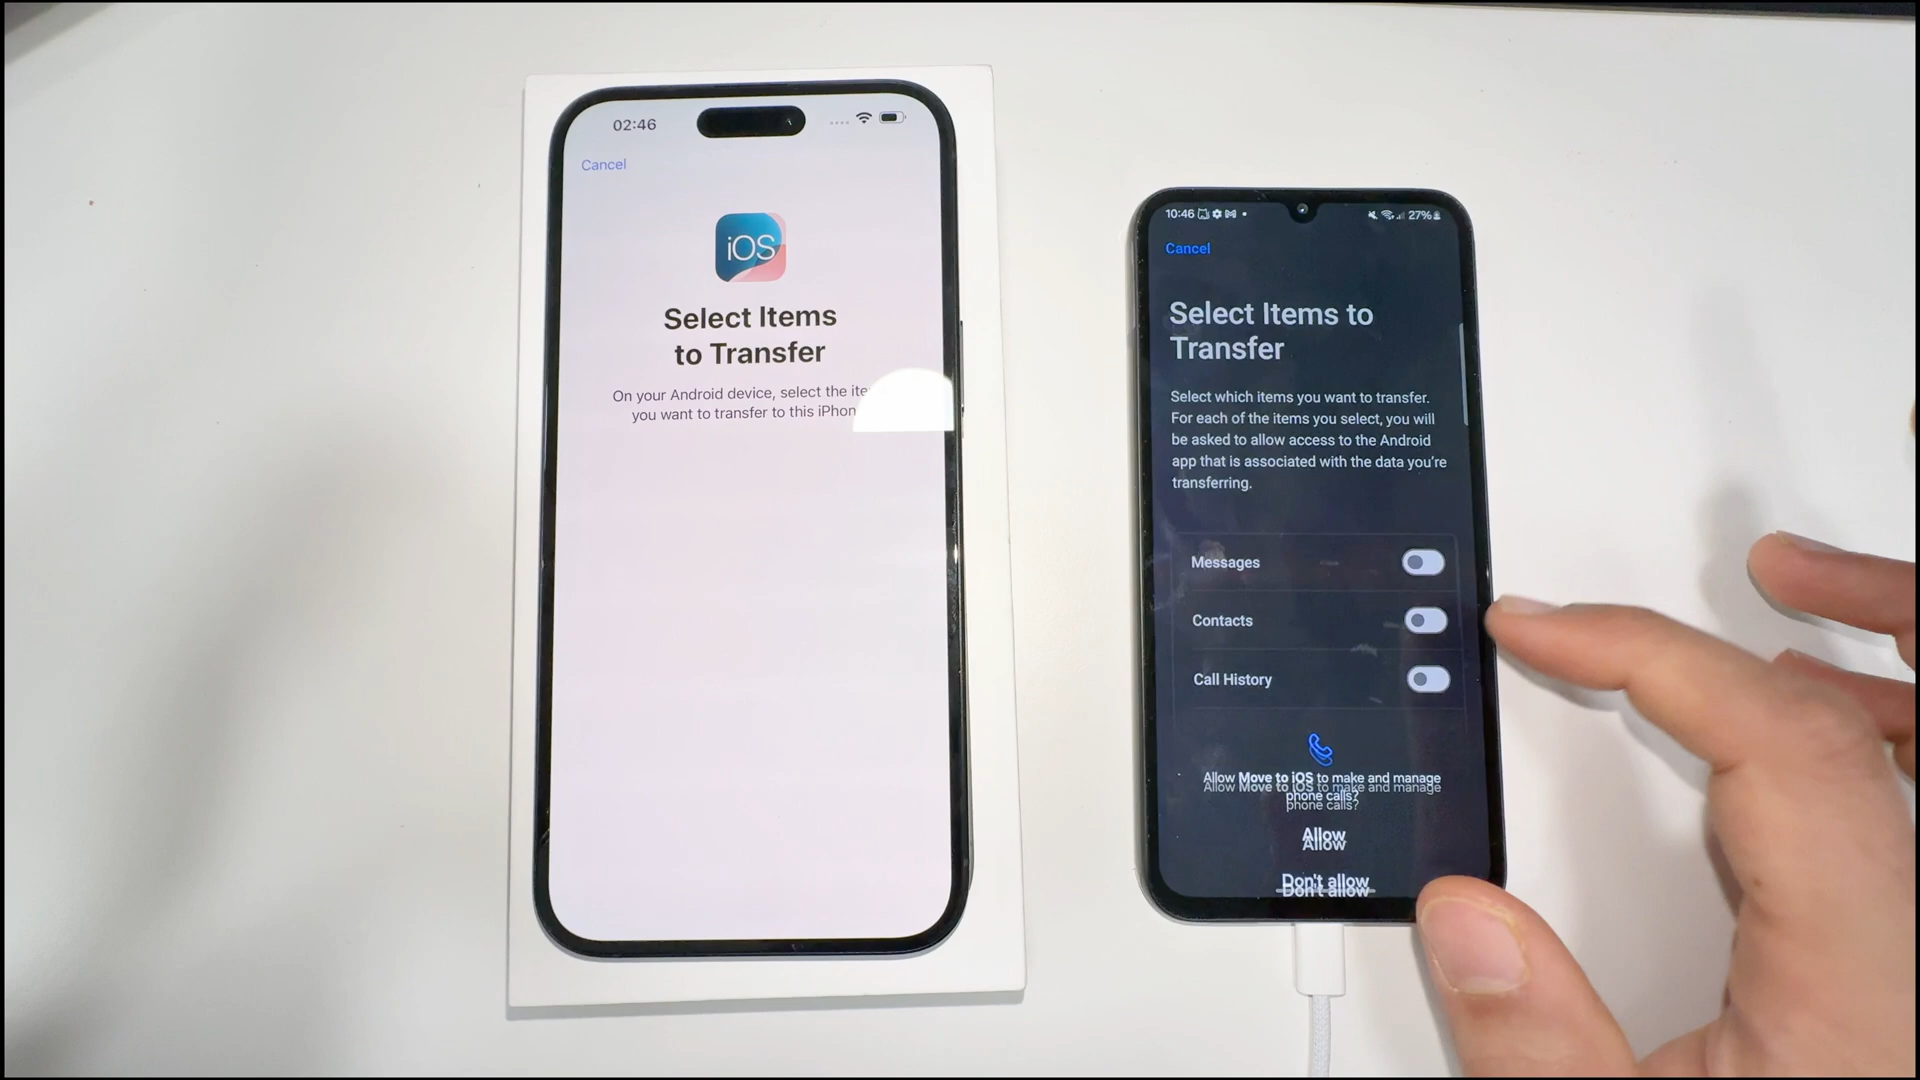 02:46
Cancel
iOS
Select Items
to Transfer
On your Android device, select the ite
you want to transfer to this iPhon
10:46
27%
Cancel
Select Items to
Transfer
Select which items you want to transfer.
For each of the items you select, you will
be asked to allow access to the Android
app that is associated with the data you’re
transferring.
Messages
Contacts
Call History
Allow Move to iOS to make and manage
phone calls?
Allow
Don't allow